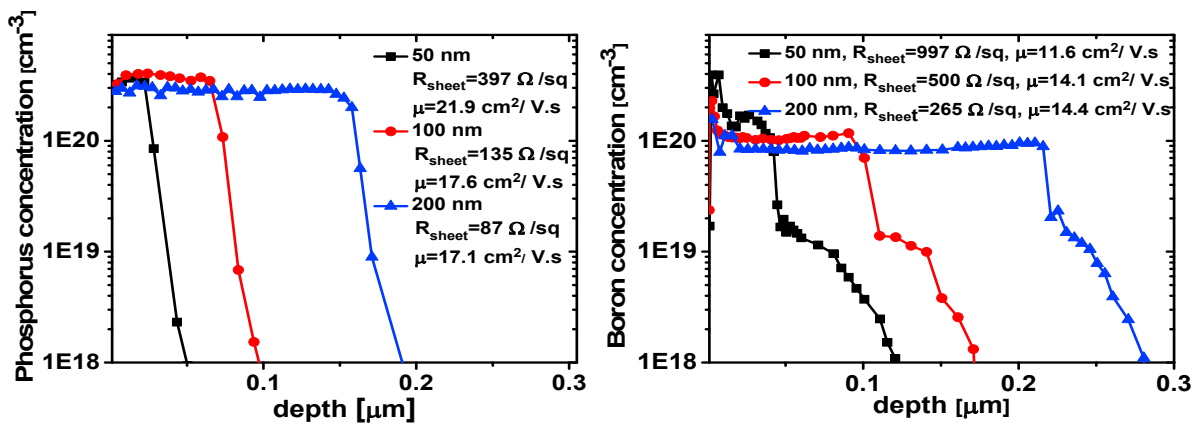 Phosphorus concentration [cm-3]
1E20
1E19
1E18
50 nm
Rsheet=397 Ω /sq
μ=21.9 cm2/ V.s
100 nm
Rsheet=135 Ω /sq
μ=17.6 cm2/ V.s
200 nm
Rsheet=87 Ω /sq
μ=17.1 cm2/ V.s
0.1 0.2 0.3
depth [μm]
Boron concentration [cm-3]
1E20
1E19
1E18
50 nm, Rsheet=997 Ω /sq, μ=11.6 cm2/ V.s
100 nm, Rsheet=500 Ω /sq, μ=14.1 cm2/ V.s
200 nm, Rsheet=265 Ω /sq, μ=14.4 cm2/ V.s
0.1 0.2 0.3
depth [μm]